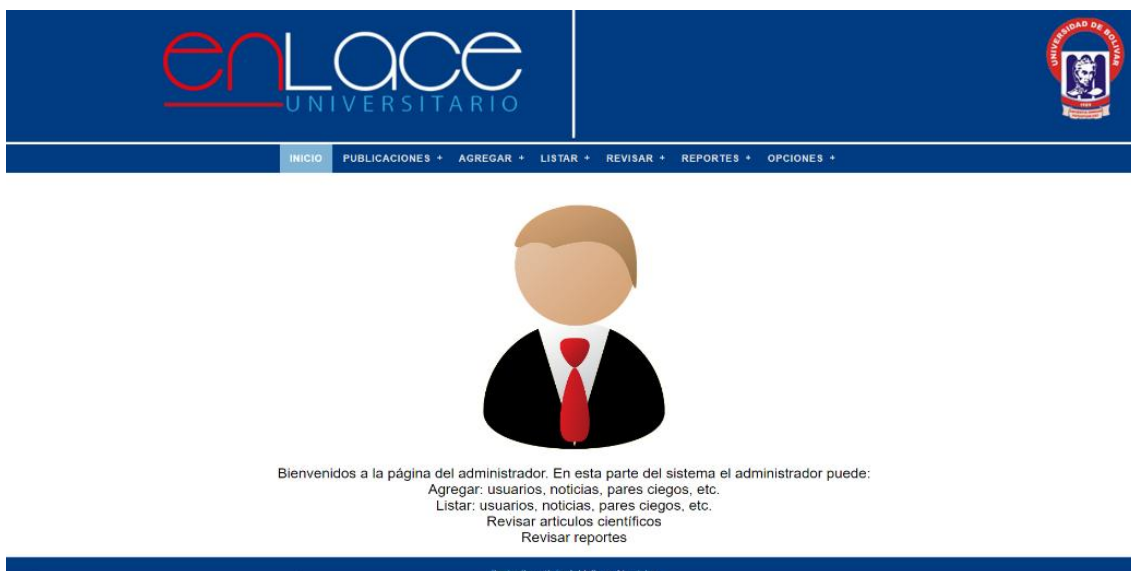 enLace
UNIVERSITARIO
UNIVERSIDAD DE BOLIVAR
INICIO PUBLICACIONES + AGREGAR + LISTAR + REVISAR + REPORTES + OPCIONES +
Bienvenidos a la página del administrador. En esta parte del sistema el administrador puede:
Agregar: usuarios, noticias, pares ciegos, etc.
Listar: usuarios, noticias, pares ciegos, etc.
Revisar articulos científicos
Revisar reportes